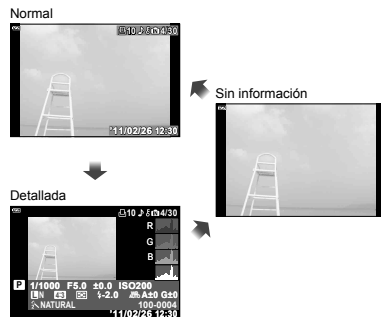 Normal
10 4/30
'11/02/26 12:30
Sin información
Detallada
10 4/30
R
G
B
P 1/1000 F5.0 ±0.0 ISO200
L N 43 -2.0 A±0 G±0
NATURAL 100-0004
'11/02/26 12:30